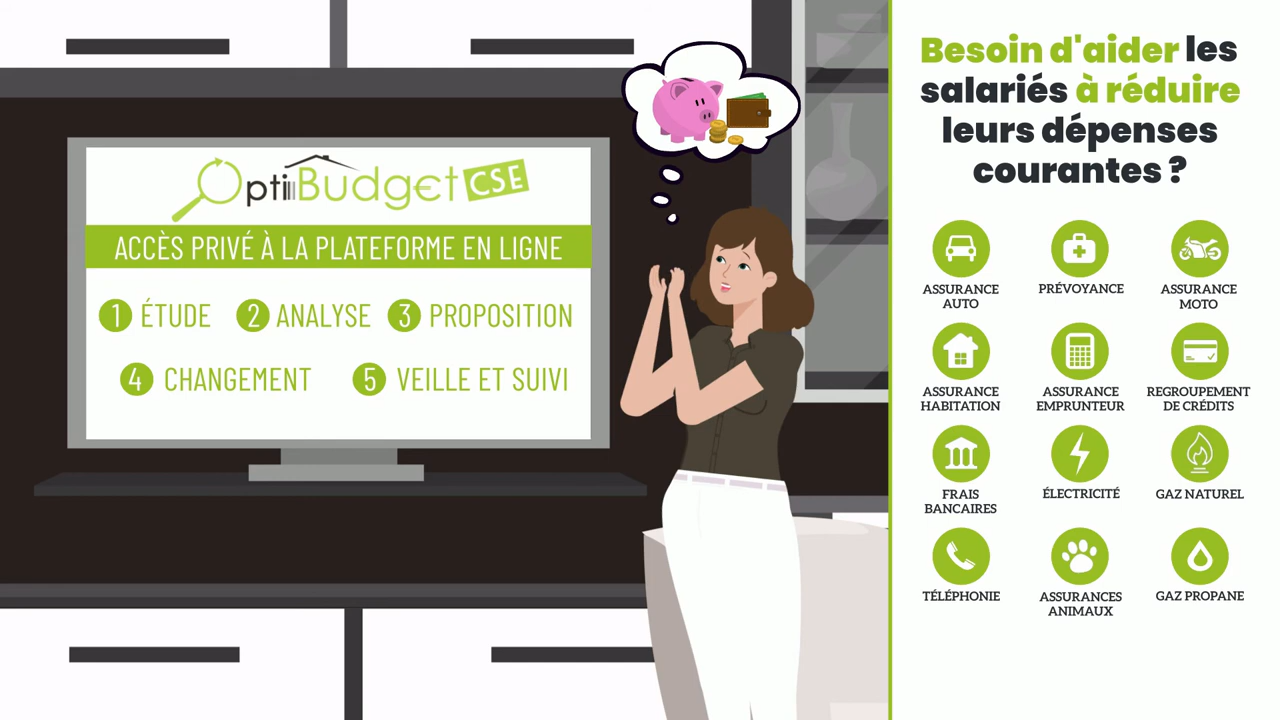 OptiBudg€t CSE
ACCÈS PRIVÉ À LA PLATEFORME EN LIGNE
1 ÉTUDE 2 ANALYSE 3 PROPOSITION
4 CHANGEMENT 5 VEILLE ET SUIVI
Besoin d'aider les
salariés à réduire
leurs dépenses
courantes ?
ASSURANCE
AUTO
PRÉVOYANCE
ASSURANCE
MOTO
ASSURANCE
HABITATION
ASSURANCE
EMPRUNTEUR
REGROUPEMENT
DE CRÉDITS
FRAIS
BANCAIRES
ÉLECTRICITÉ
GAZ NATUREL
TÉLÉPHONIE
ASSURANCES
ANIMAUX
GAZ PROPANE